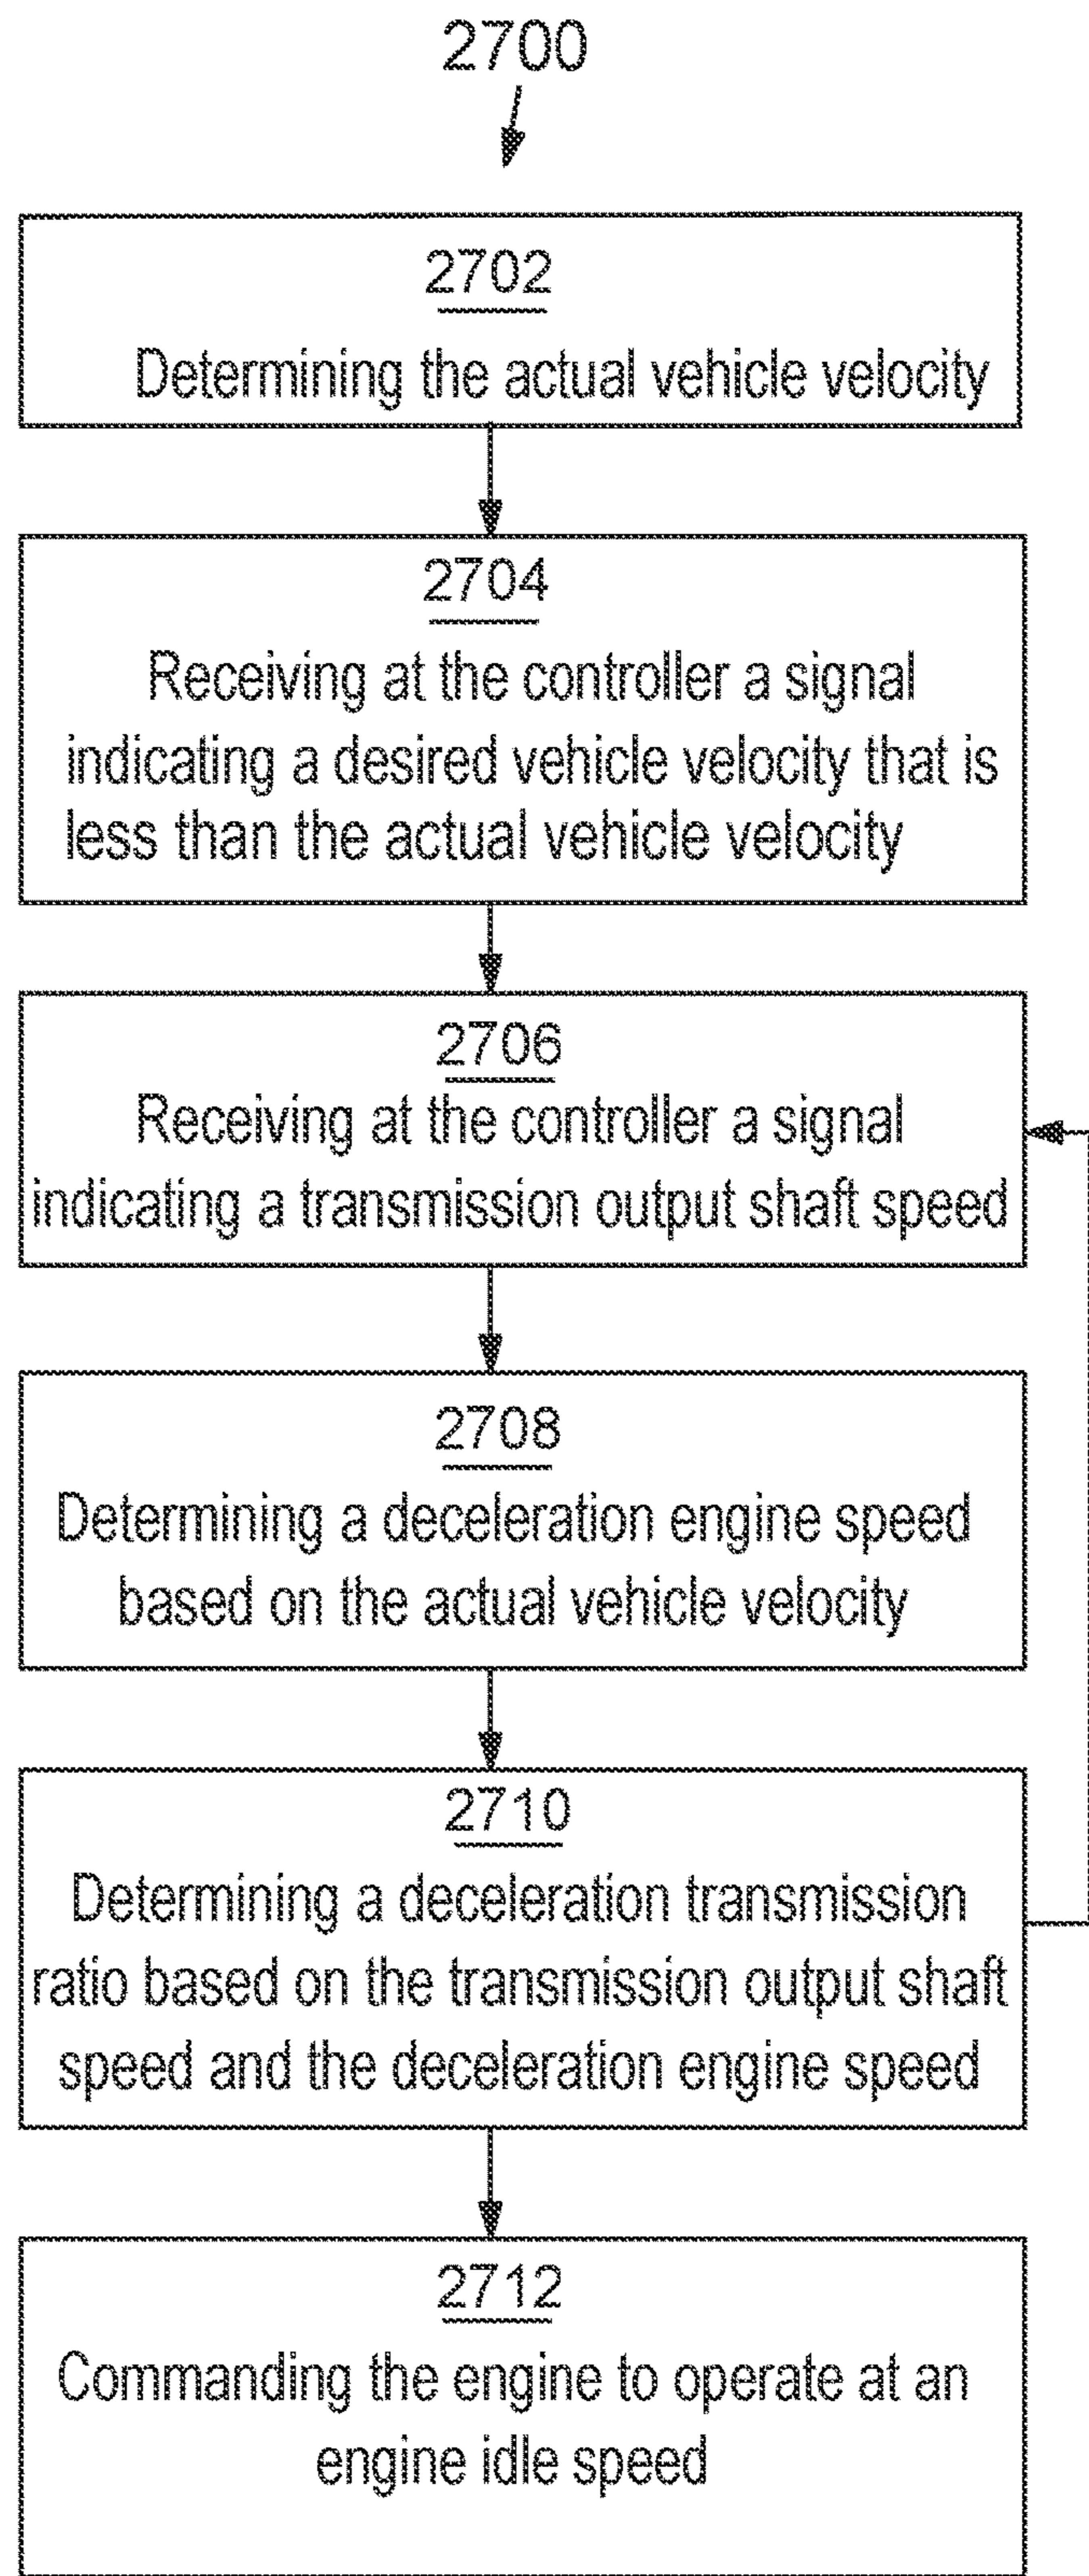 2700
2702
Determining the actual vehicle velocity
2704
Receiving at the controller a signal
indicating a desired vehicle velocity that is
less than the actual vehicle velocity
2706
Receiving at the controller a signal
indicating a transmission output shaft speed
2708
Determining a deceleration engine speed
based on the actual vehicle velocity
2710
Determining a deceleration transmission
ratio based on the transmission output shaft
speed and the deceleration engine speed
2712
Commanding the engine to operate at an
engine idle speed